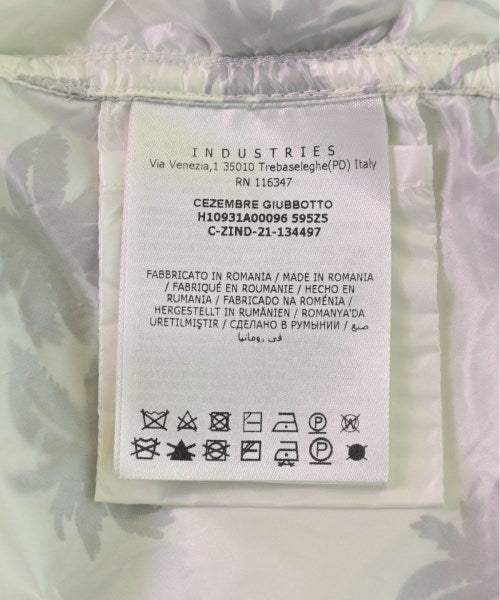 INDUSTRIES
Via Venezia,1 35010 Trebaseleghe(PD) Italy
RN 116347
CEZEMBRE GIUBBOTTO
H10931A00096 595Z5
C-ZIND-21-134497
FABBRICATO IN ROMANIA / MADE IN ROMANIA
/ FABRIQUÉ EN ROUMANIE / HECHO EN
RUMANIA / FABRICADO NA ROMÉNIA /
HERGESTELLT IN RUMÄNIEN / ROMANYA'DA
ÜRETILMIŞTIR / СДЕЛАНО В РУМЫНИИ / صنع
في رومانيا
P W
P